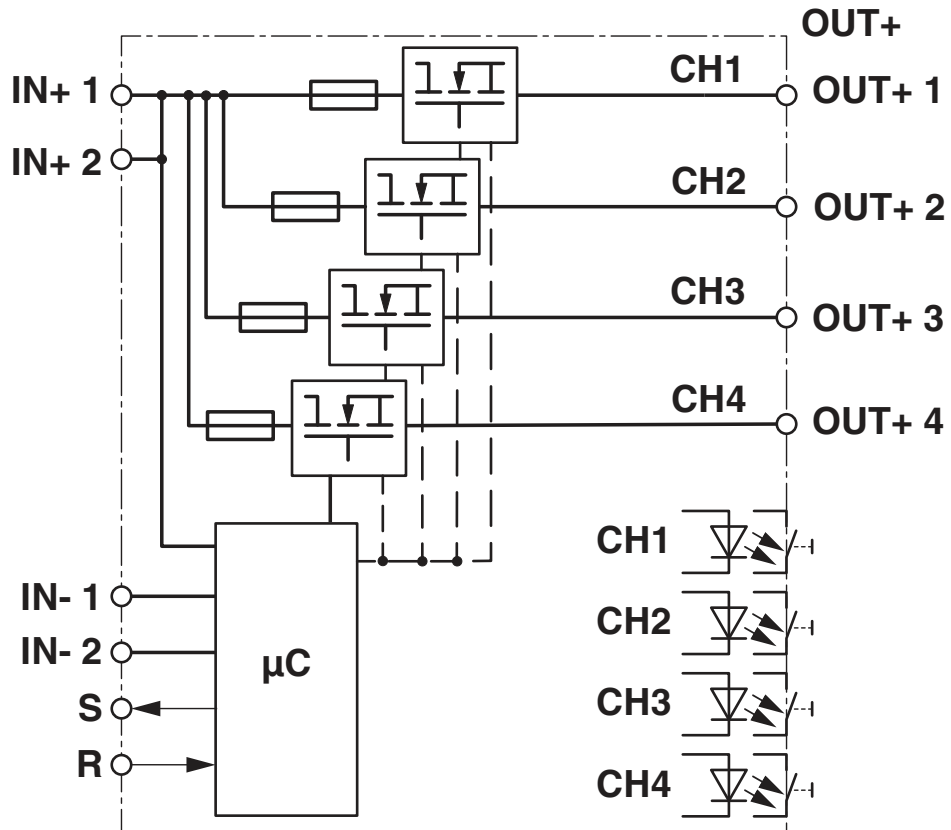 OUT+
IN+ 1
CH1
OUT+ 1
IN+ 2
CH2
OUT+ 2
CH3
OUT+ 3
CH4
OUT+ 4
CH1
IN- 1
CH2
IN- 2
µC
S
CH3
R
CH4